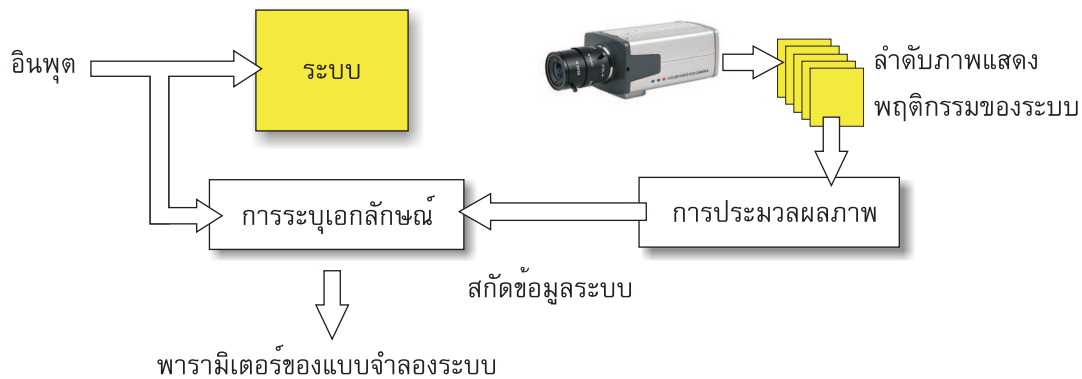 อินพุต
ระบบ
ลำดับภาพแสดง
พฤติกรรมของระบบ
การระบุเอกลักษณ์
การประมวลผลภาพ
สกัดข้อมูลระบบ
พารามิเตอร์ของแบบจำลองระบบ